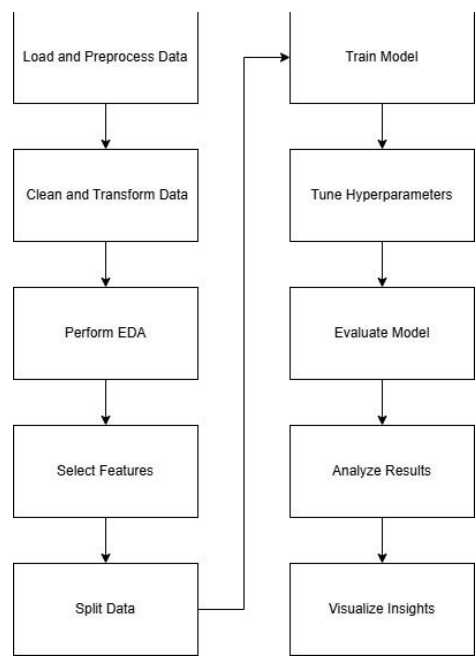 Load and Preprocess Data
Clean and Transform Data
Perform EDA
Select Features
Split Data
Train Model
Tune Hyperparameters
Evaluate Model
Analyze Results
Visualize Insights